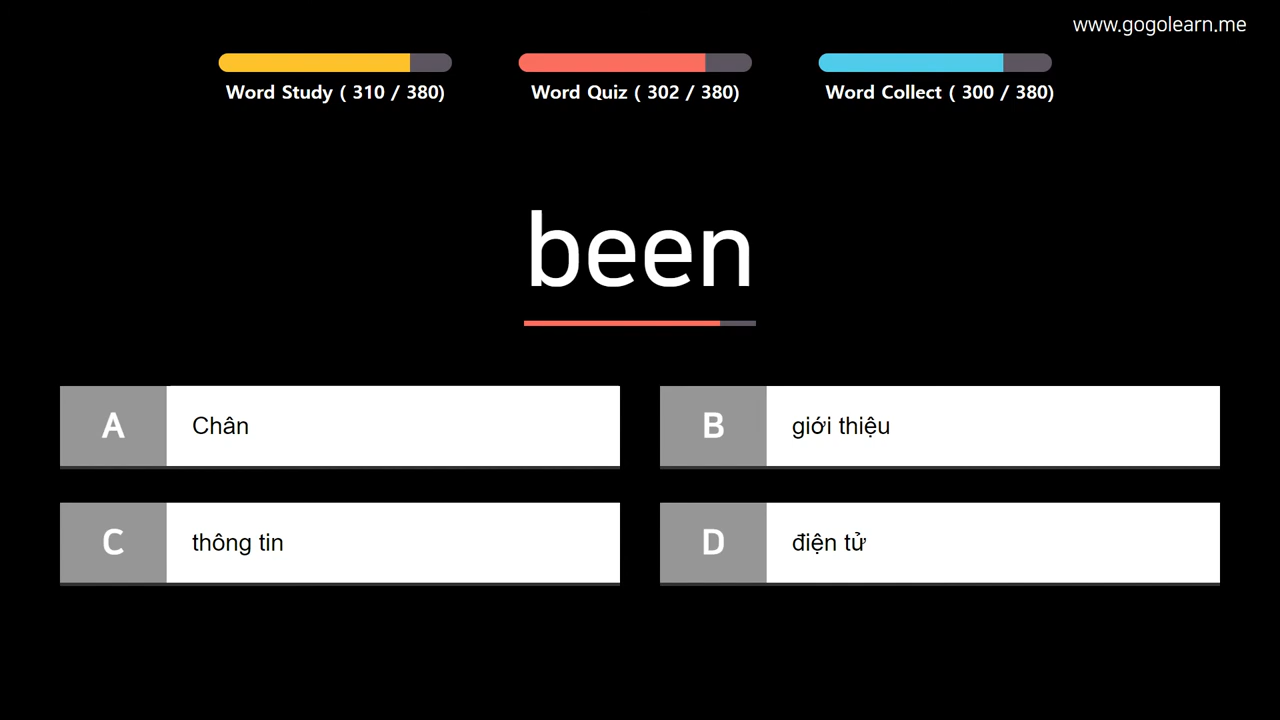 www.gogolearn.me
Word Study ( 310 / 380)
Word Quiz ( 302 / 380)
Word Collect ( 300 / 380)
been
A Chân
B giới thiệu
C thông tin
D điện tử